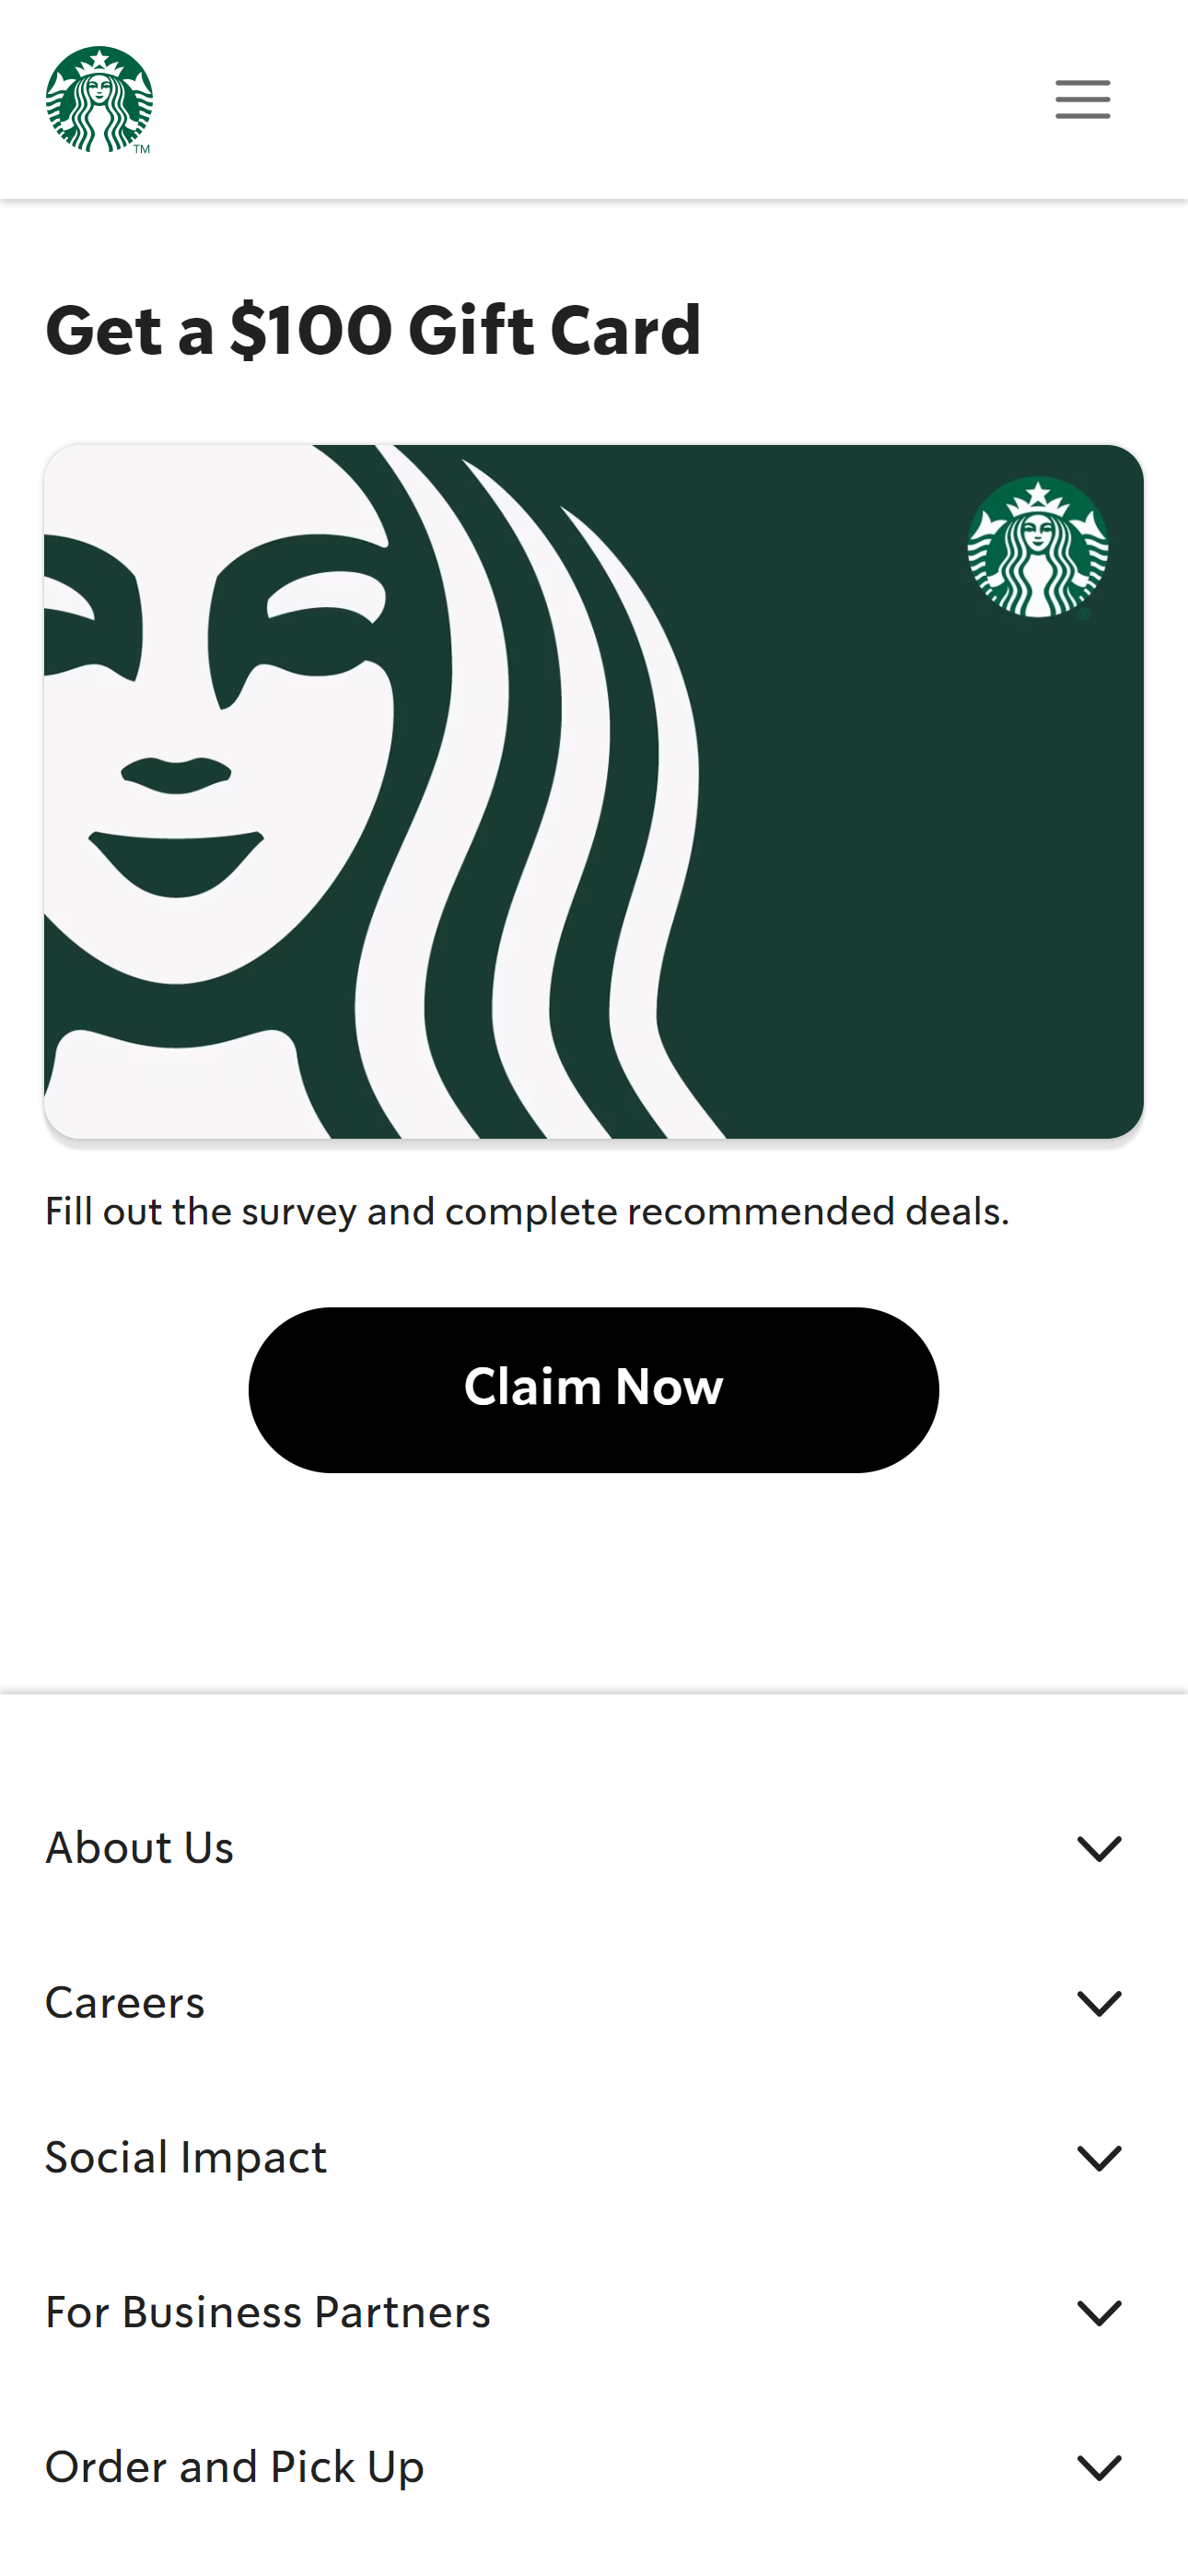 TM
Get a $100 Gift Card
®
Fill out the survey and complete recommended deals.
Claim Now
About Us
Careers
Social Impact
For Business Partners
Order and Pick Up